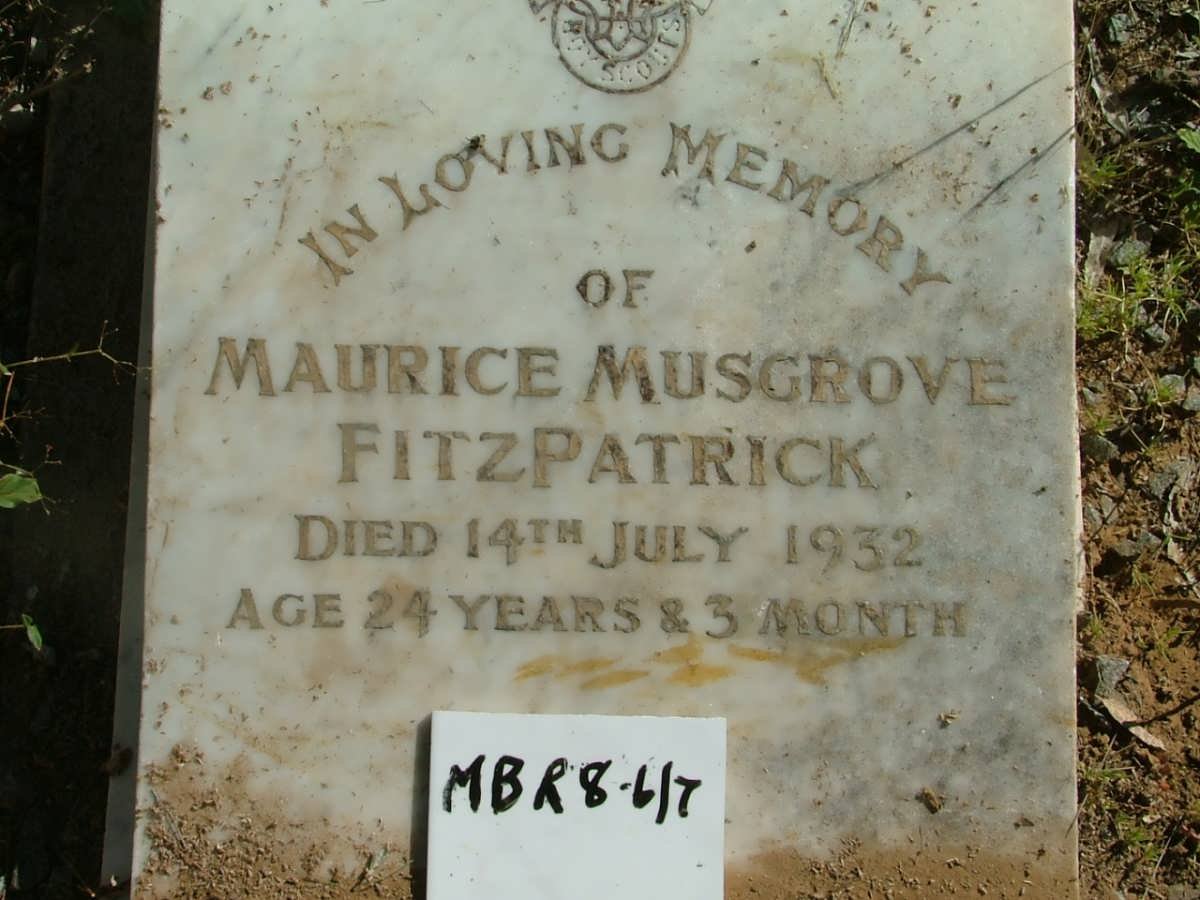 SCOUTS
IN LOVING MEMORY
OF
MAURICE MUSGROVE
FITZPATRICK
DIED 14TH JULY 1932
AGE 24 YEARS & 3 MONTH
MBR8-6/7